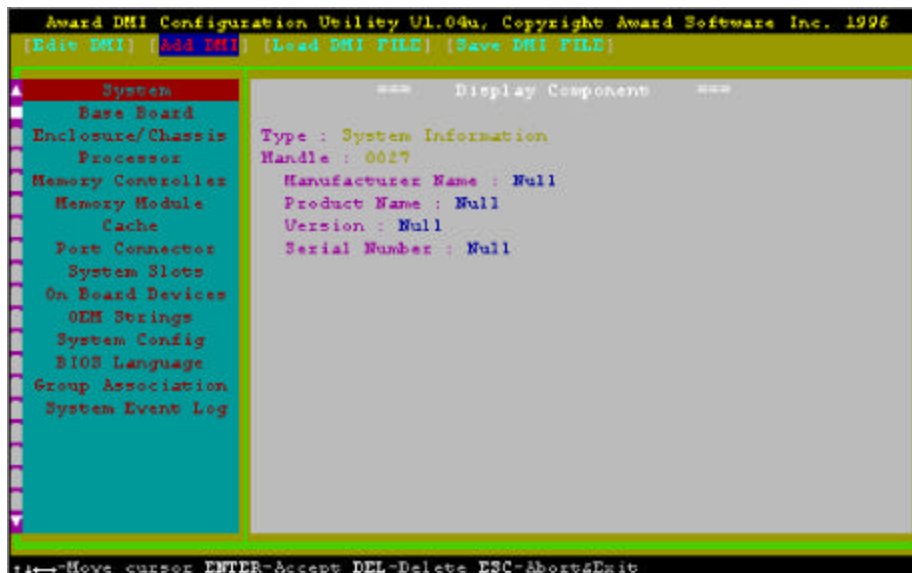 Award DMI Configuration Utility V1.04u, Copyright Award Software Inc. 1996
[Edit DMI] [Add DMI] [Load DMI FILE] [Save DMI FILE]
System
Base Board
Enclosure/Chassis
Processor
Memory Controller
Memory Module
Cache
Port Connector
System Slots
On Board Devices
OEM Strings
System Config
BIOS Language
Group Association
System Event Log
=== Display Component ===
Type : System Information
Handle : 0027
Manufacturer Name : Null
Product Name : Null
Version : Null
Serial Number : Null
↑↓←→-Move cursor ENTER-Accept DEL-Delete ESC-Abort&Exit